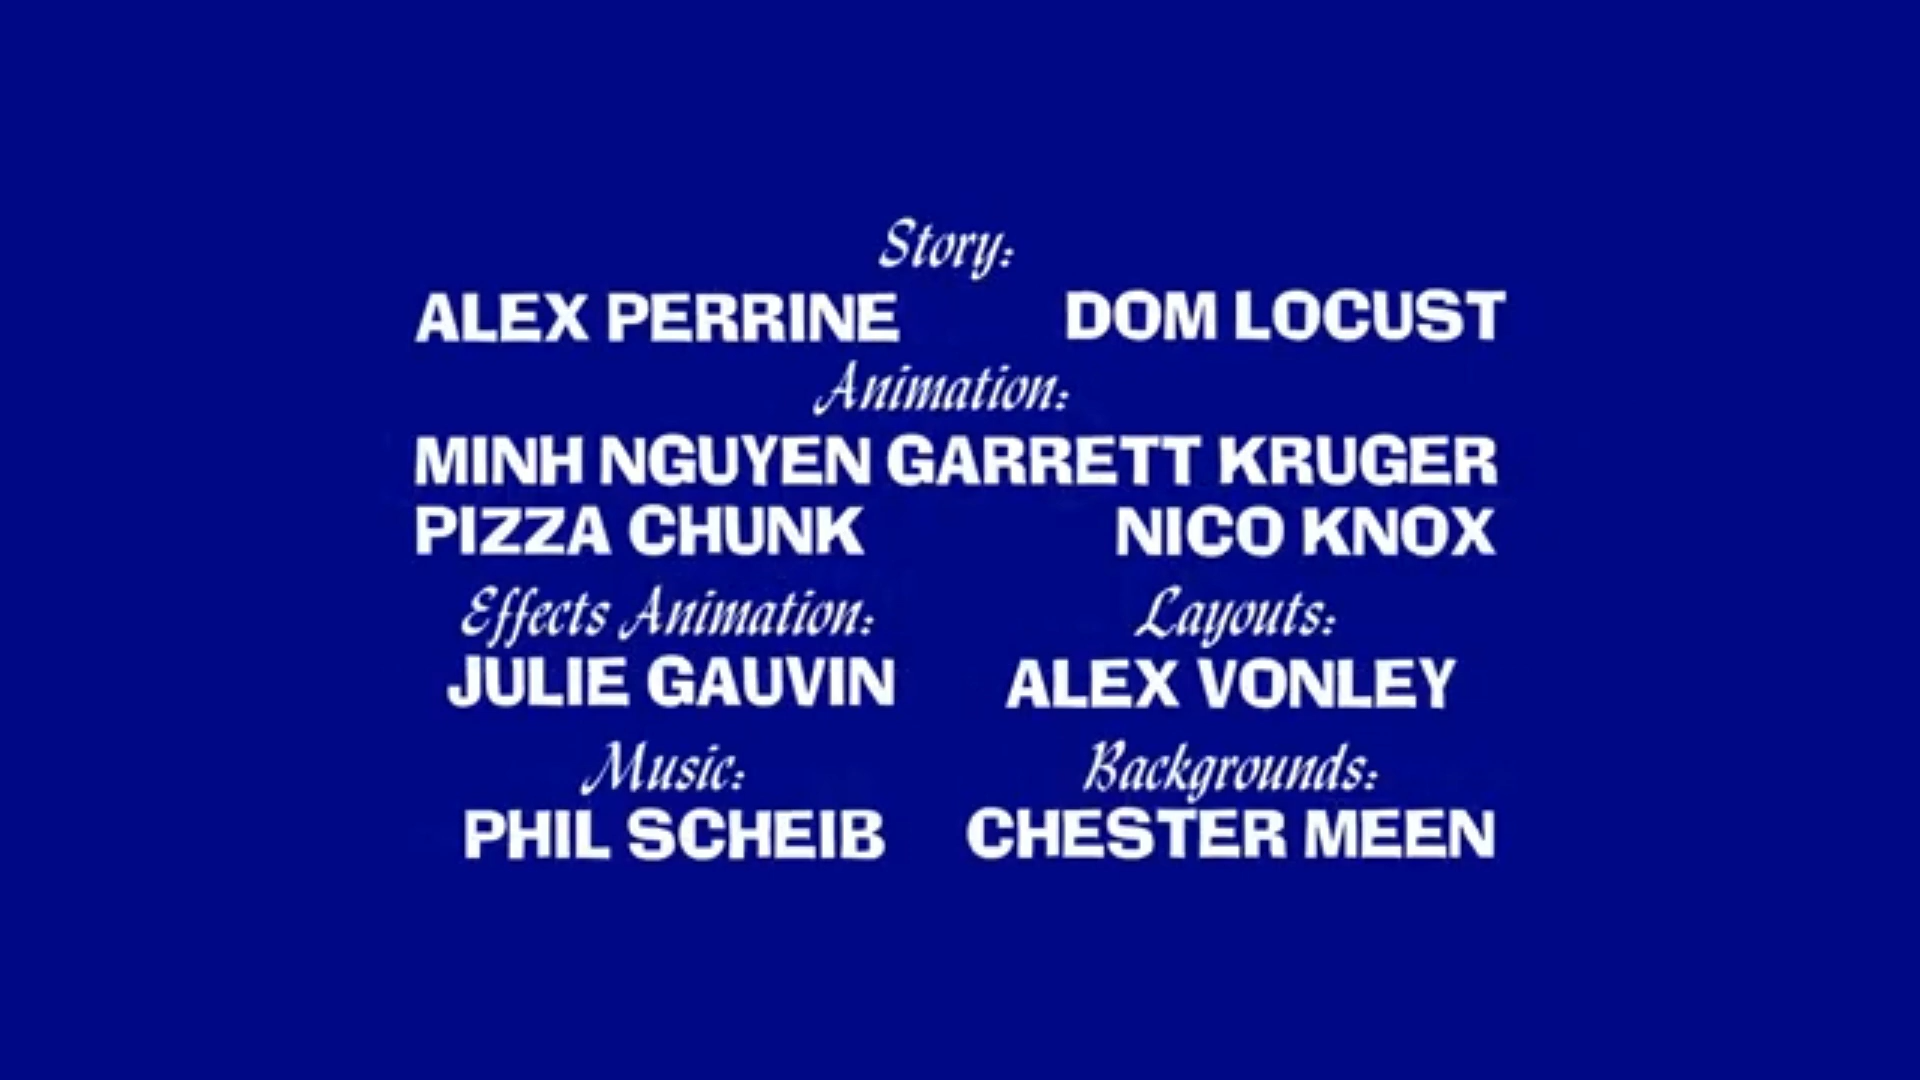 Story:
ALEX PERRINE DOM LOCUST
Animation:
MINH NGUYEN GARRETT KRUGER
PIZZA CHUNK NICO KNOX
Effects Animation: Layouts:
JULIE GAUVIN ALEX VONLEY
Music: Backgrounds:
PHIL SCHEIB CHESTER MEEN